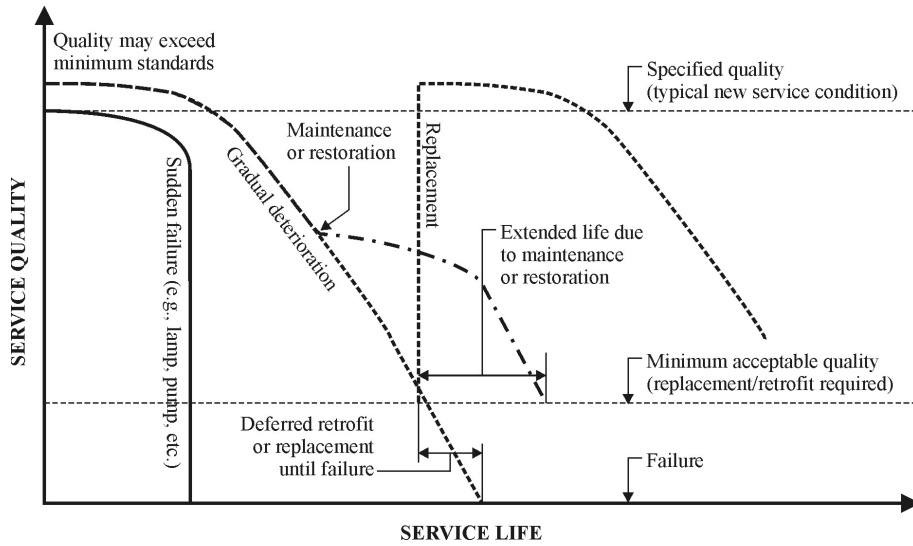 Quality may exceed
minimum standards
Specified quality
(typical new service condition)
Maintenance
or restoration
Replacement
Gradual deterioration
Sudden failure (e.g., lamp, pump, etc.)
Extended life due
to maintenance
or restoration
Minimum acceptable quality
(replacement/retrofit required)
Deferred retrofit
or replacement
until failure
Failure
SERVICE QUALITY
SERVICE LIFE